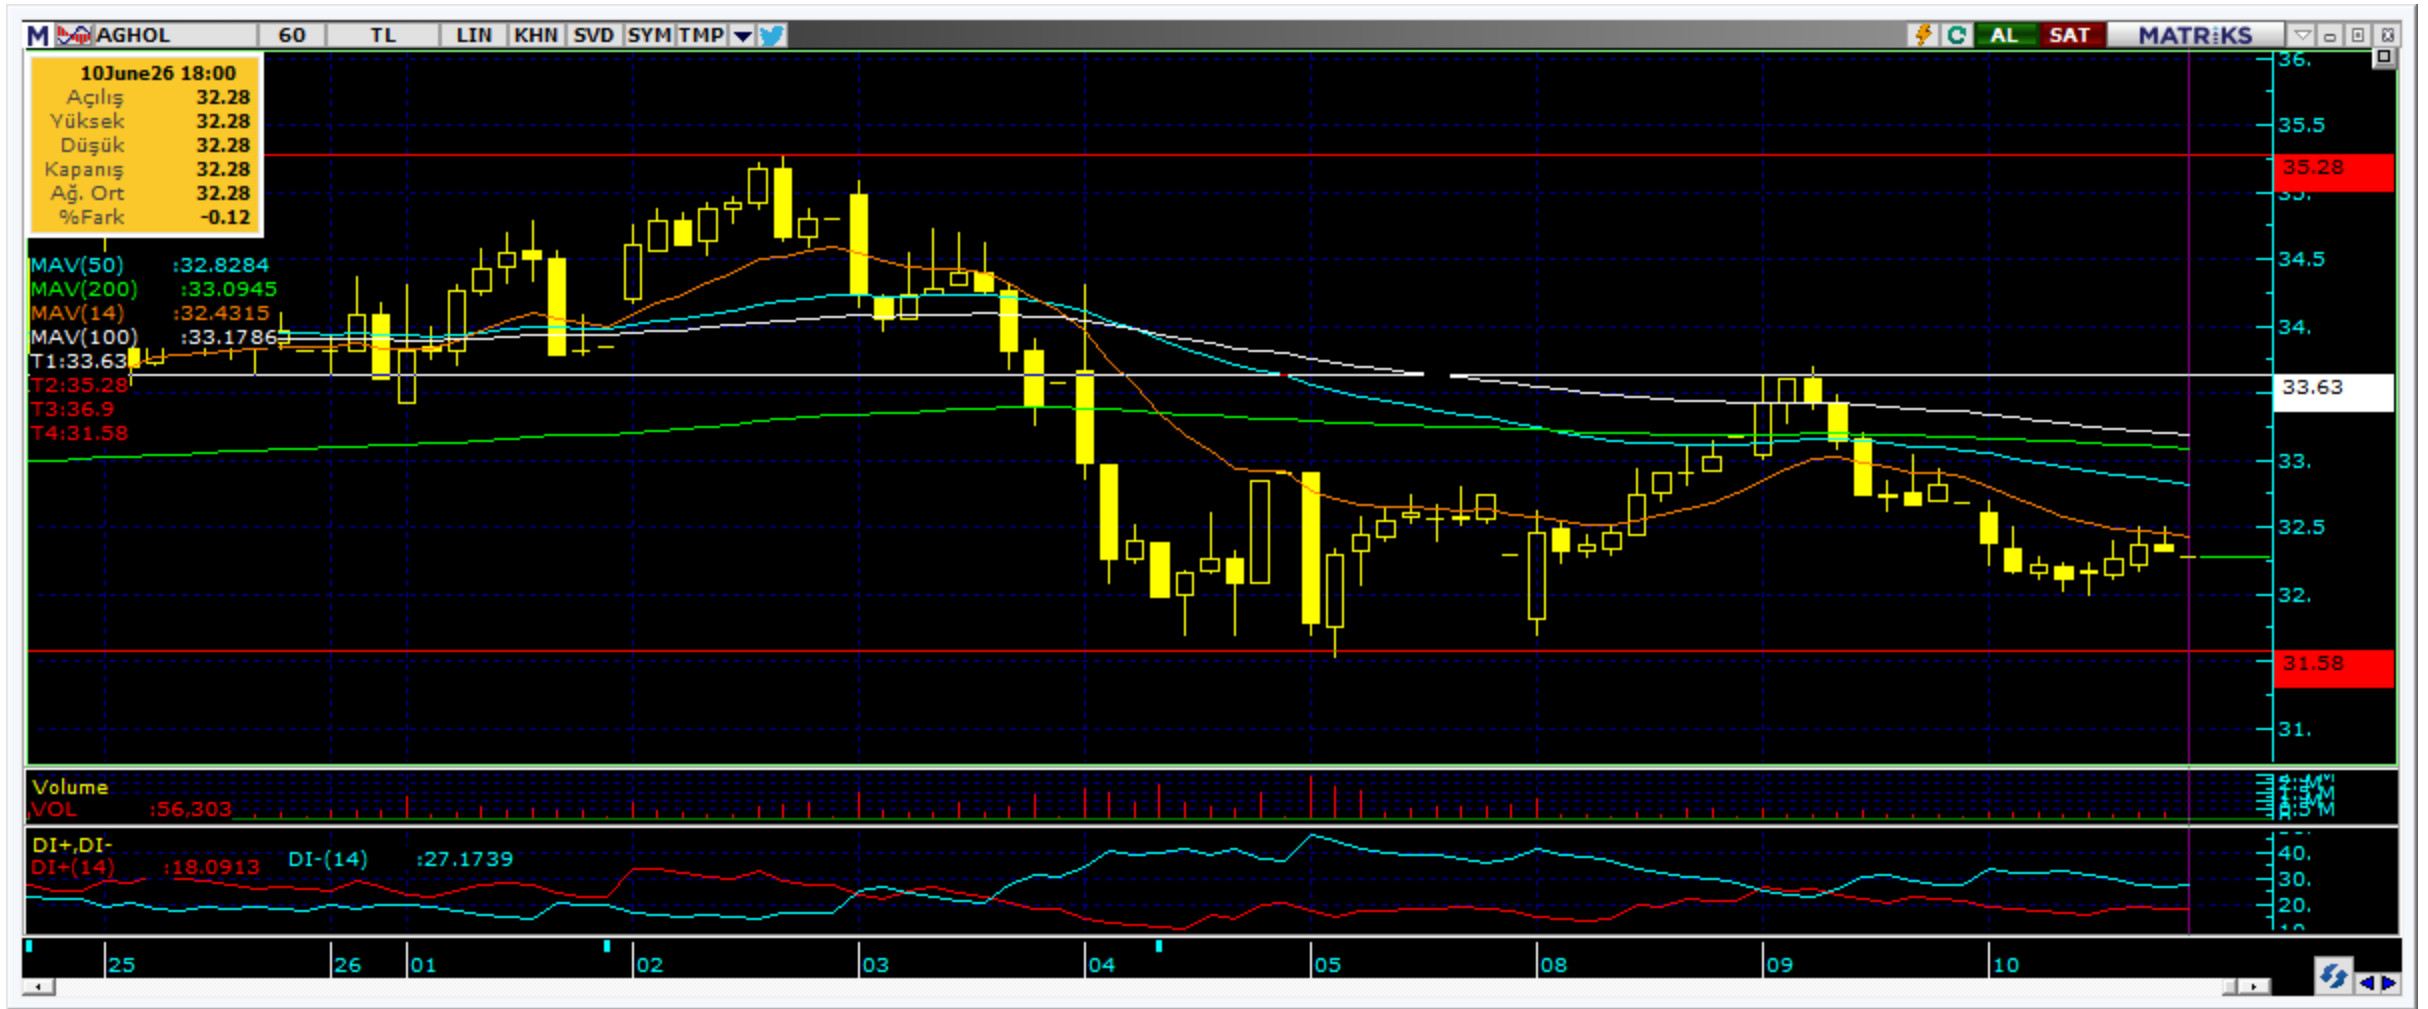 M AGHOL 60 TL LIN KHN SVD SYM TMP AL SAT MATRiKS
10June26 18:00
Açılış 32.28
Yüksek 32.28
Düşük 32.28
Kapanış 32.28
Ağ. Ort 32.28
%Fark -0.12
MAV(50) :32.8284
MAV(200) :33.0945
MAV(14) :32.4315
MAV(100) :33.1786
T1:33.63
T2:35.28
T3:36.9
T4:31.58
36.
35.5
35.28
35.
34.5
34.
33.63
33.
32.5
32.
31.58
31.
Volume
VOL :56,303
0.5 M
DI+,DI-
DI+(14) :18.0913 DI-(14) :27.1739
40.
30.
20.
25 26 01 02 03 04 05 08 09 10